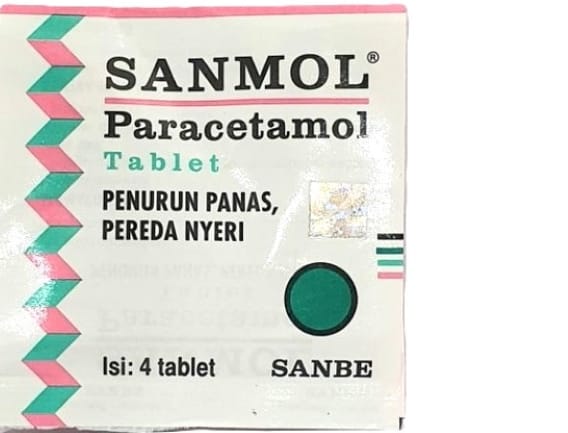 SANMOL®
Paracetamol
Tablet
PENURUN PANAS,
PEREDA NYERI
Isi: 4 tablet
SANBE